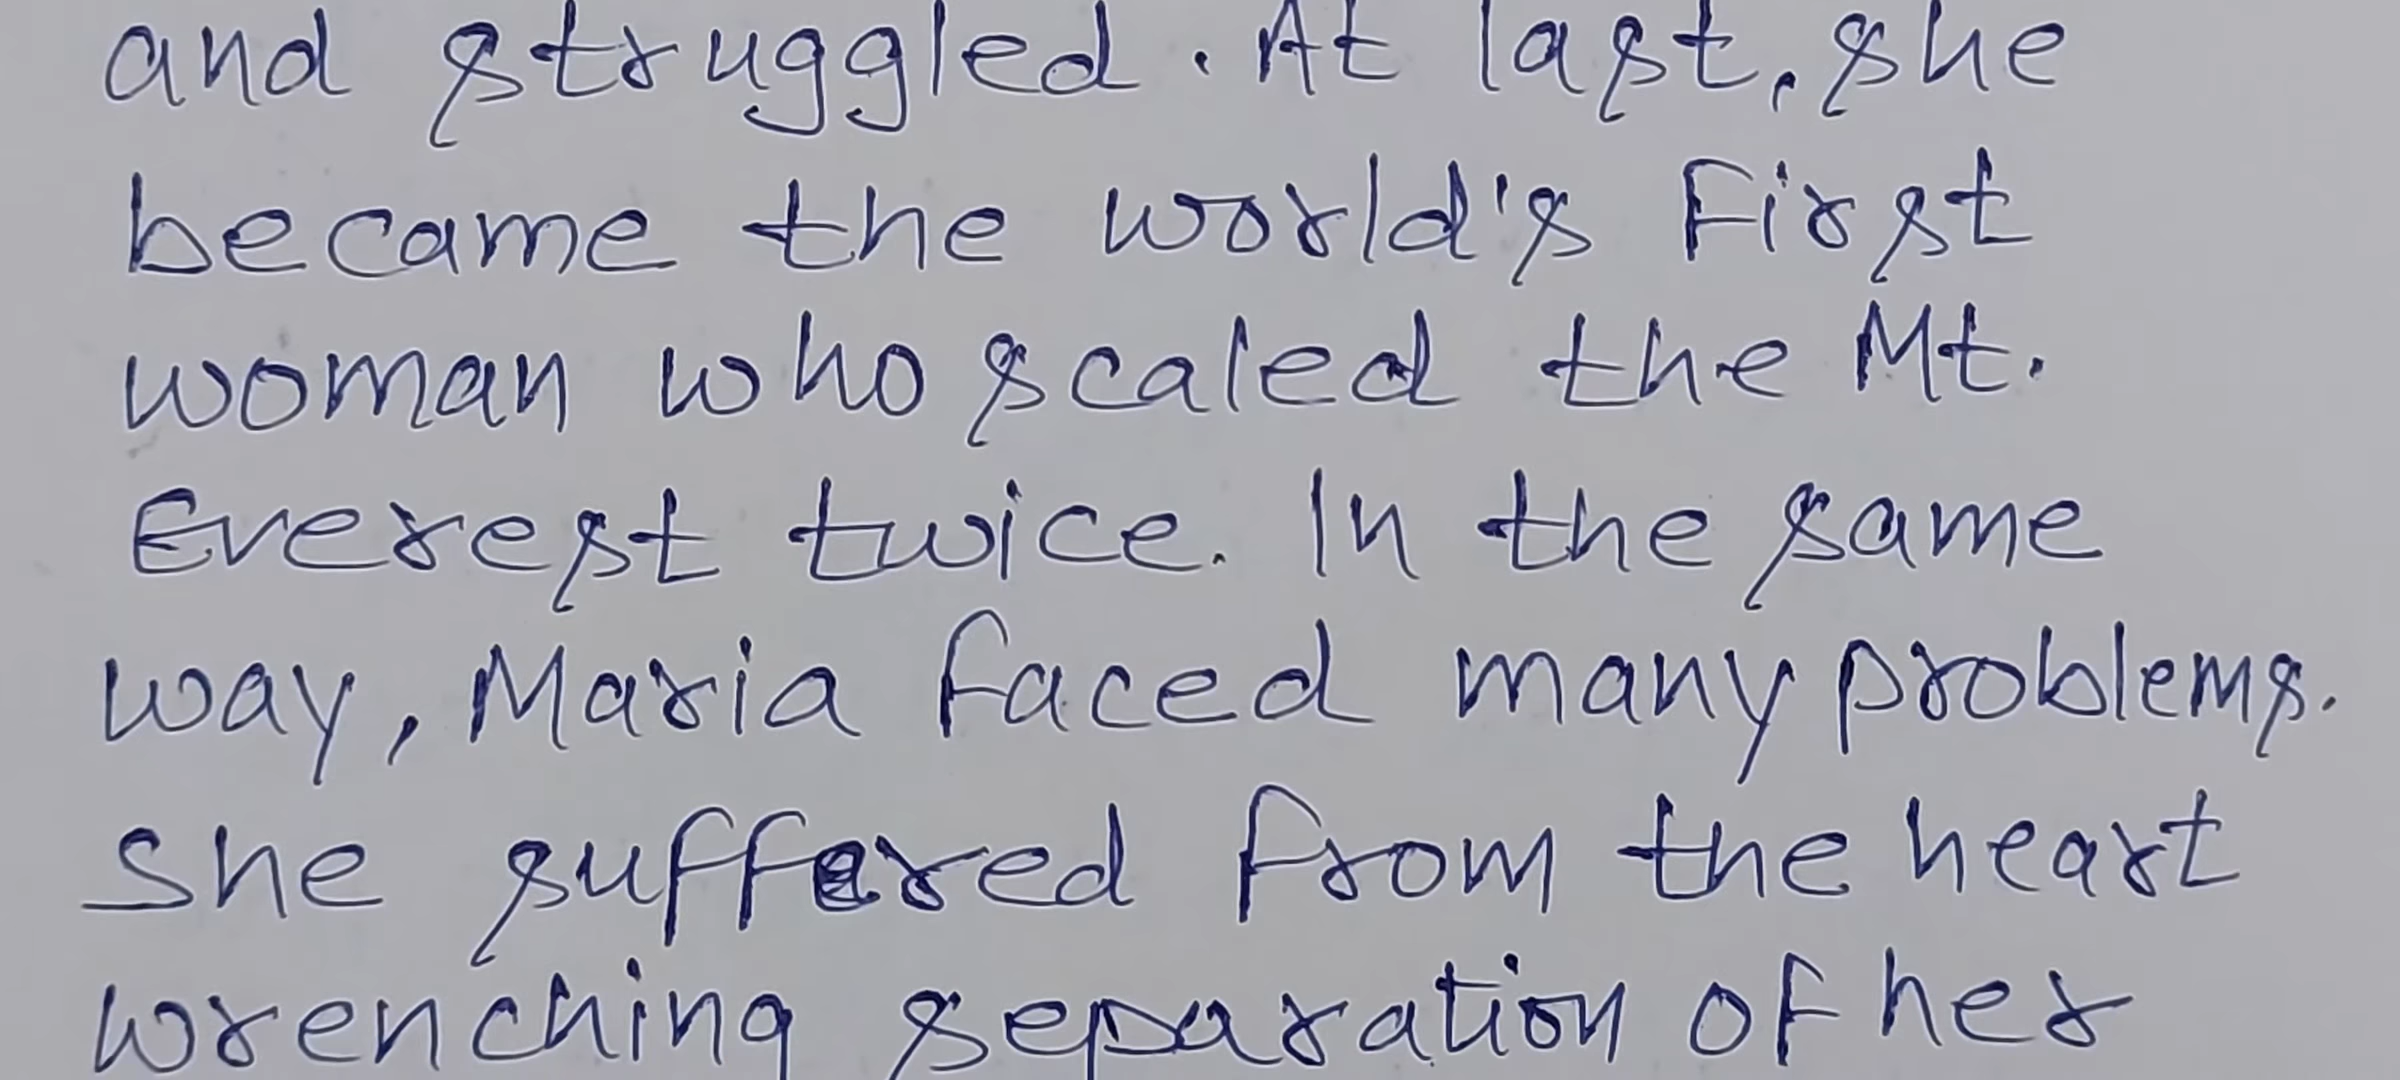 and struggled. At last, she
became the world's First
woman who scaled the Mt.
Everest twice. In the same
way, Maria faced many problems.
She suffered from the heart
wrenching separation of her